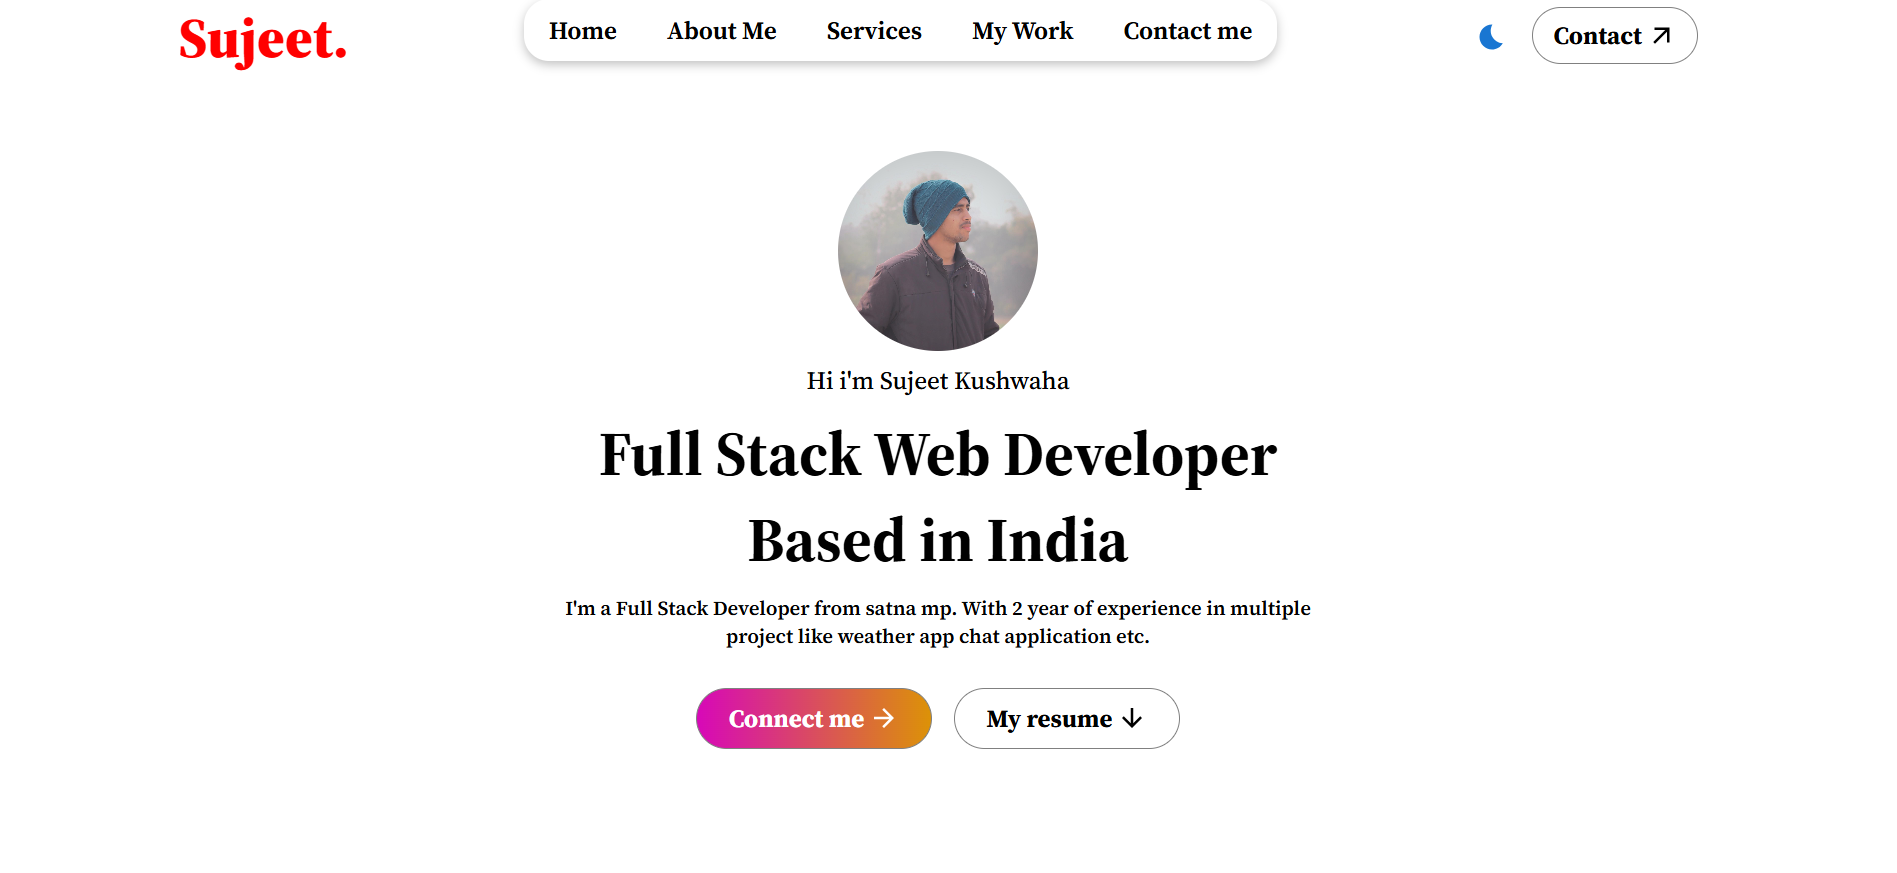 Sujeet.
Home About Me Services My Work Contact me
Contact
Hi i'm Sujeet Kushwaha
Full Stack Web Developer
Based in India
I'm a Full Stack Developer from satna mp. With 2 year of experience in multiple
project like weather app chat application etc.
Connect me
My resume